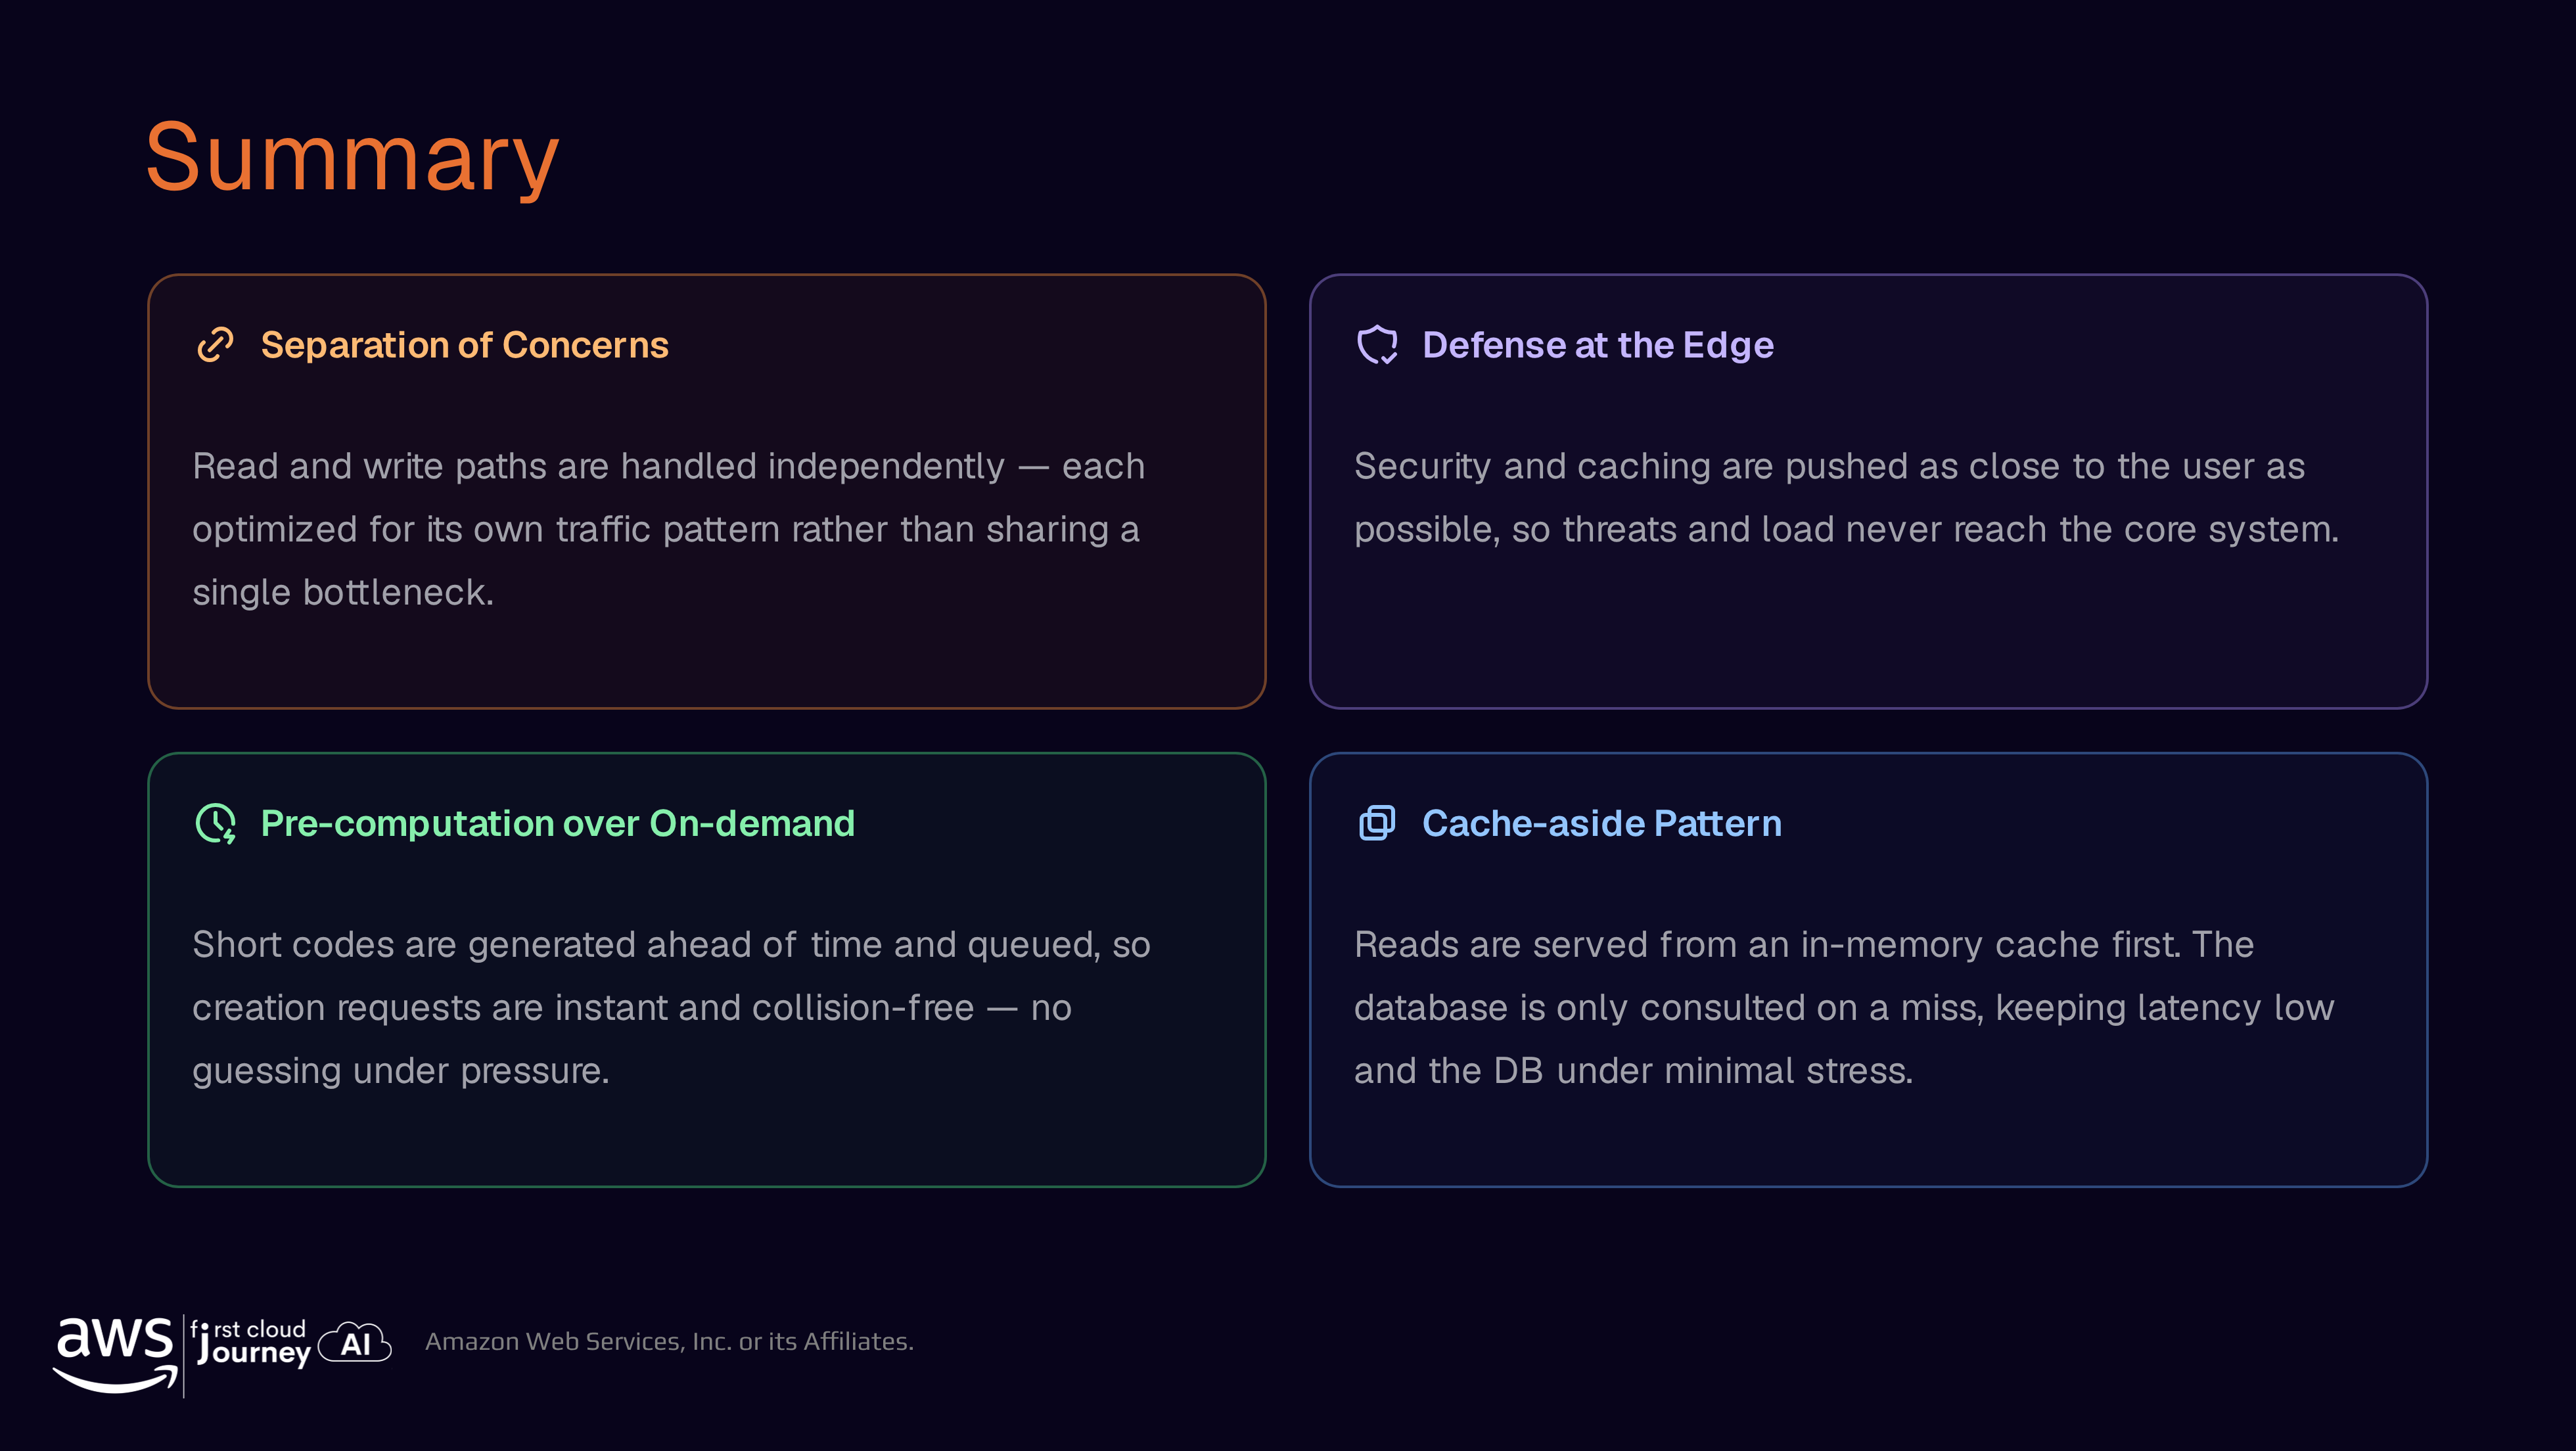 Summary
Separation of Concerns
Read and write paths are handled independently — each
optimized for its own traffic pattern rather than sharing a
single bottleneck.
Defense at the Edge
Security and caching are pushed as close to the user as
possible, so threats and load never reach the core system.
Pre-computation over On-demand
Short codes are generated ahead of time and queued, so
creation requests are instant and collision-free — no
guessing under pressure.
Cache-aside Pattern
Reads are served from an in-memory cache first. The
database is only consulted on a miss, keeping latency low
and the DB under minimal stress.
aws
first cloud
journey
AI
Amazon Web Services, Inc. or its Affiliates.